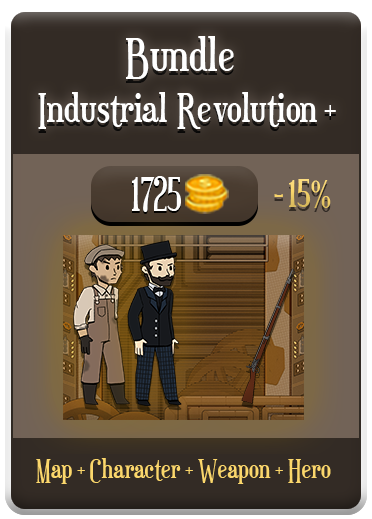 Bundle
Industrial Revolution +
1725 -15%
Map + Character + Weapon + Hero